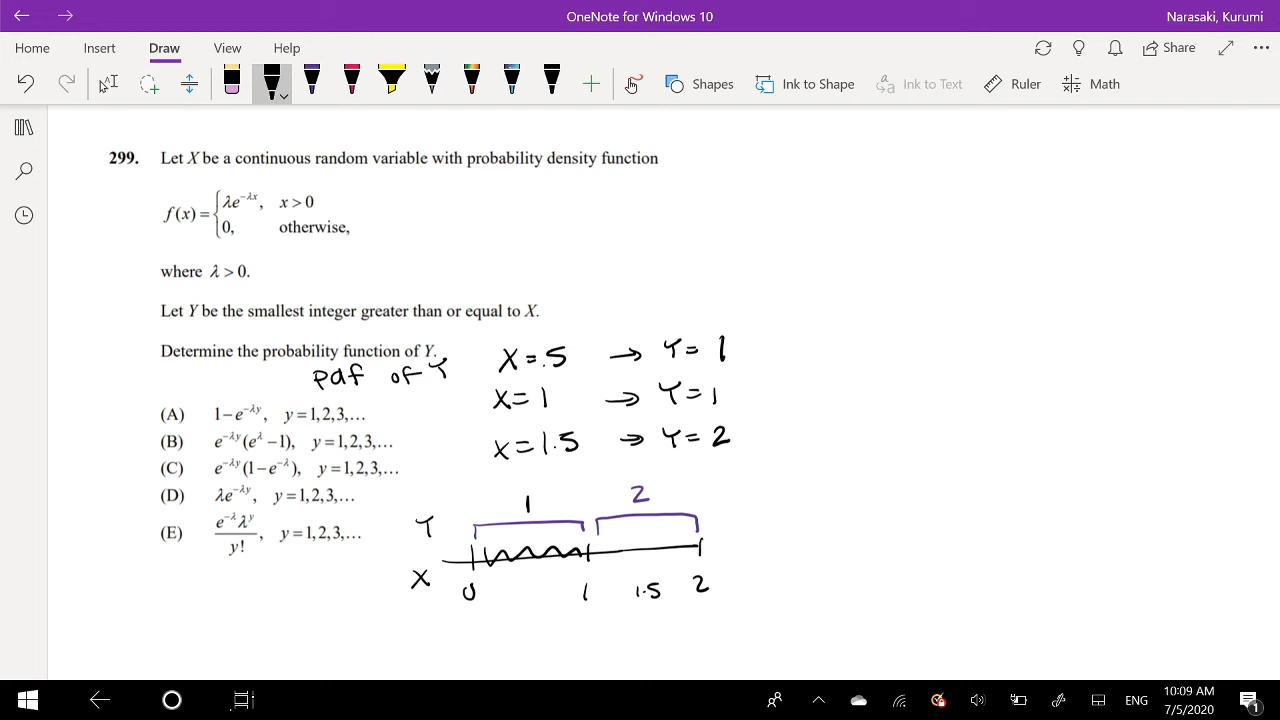 OneNote for Windows 10
Narasaki, Kurumi
Home Insert Draw View Help Share
Shapes Ink to Shape Ink to Text Ruler Math
299. Let X be a continuous random variable with probability density function
f(x) = { λe^{-λx}, x > 0
0, otherwise,
where λ > 0.
Let Y be the smallest integer greater than or equal to X.
Determine the probability function of Y.
pdf of Y
X = .5 → Y = 1
X = 1 → Y = 1
X = 1.5 → Y = 2
(A) 1 − e^{-λy}, y = 1, 2, 3, …
(B) e^{-λy}(e^{λ} − 1), y = 1, 2, 3, …
(C) e^{-λy}(1 − e^{-λ}), y = 1, 2, 3, …
(D) λe^{-λy}, y = 1, 2, 3, …
(E) e^{-λ}λ^{y}/y!, y = 1, 2, 3, …
1 2
Y
X
0 1 1.5 2
ENG
10:09 AM
7/5/2020
1